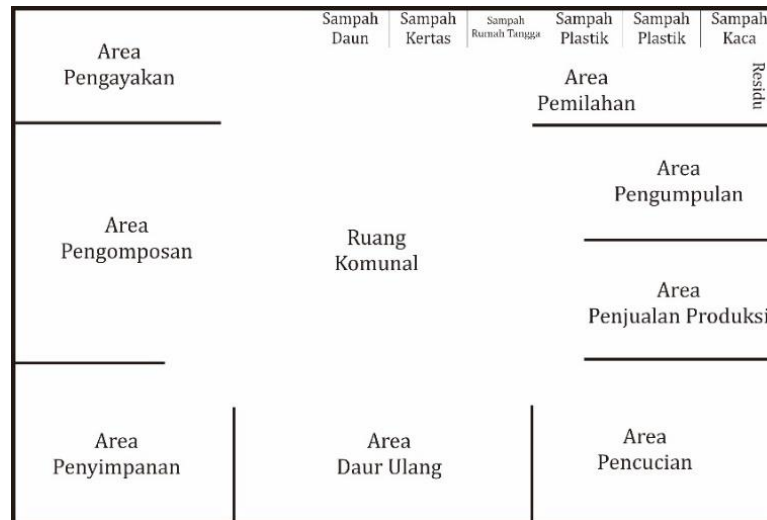 Area
Pengayakan
Sampah
Daun
Sampah
Kertas
Sampah
Rumah Tangga
Sampah
Plastik
Sampah
Plastik
Sampah
Kaca
Area
Pemilahan
Residu
Area
Pengumpulan
Area
Pengomposan
Ruang
Komunal
Area
Penjualan Produksi
Area
Penyimpanan
Area
Daur Ulang
Area
Pencucian